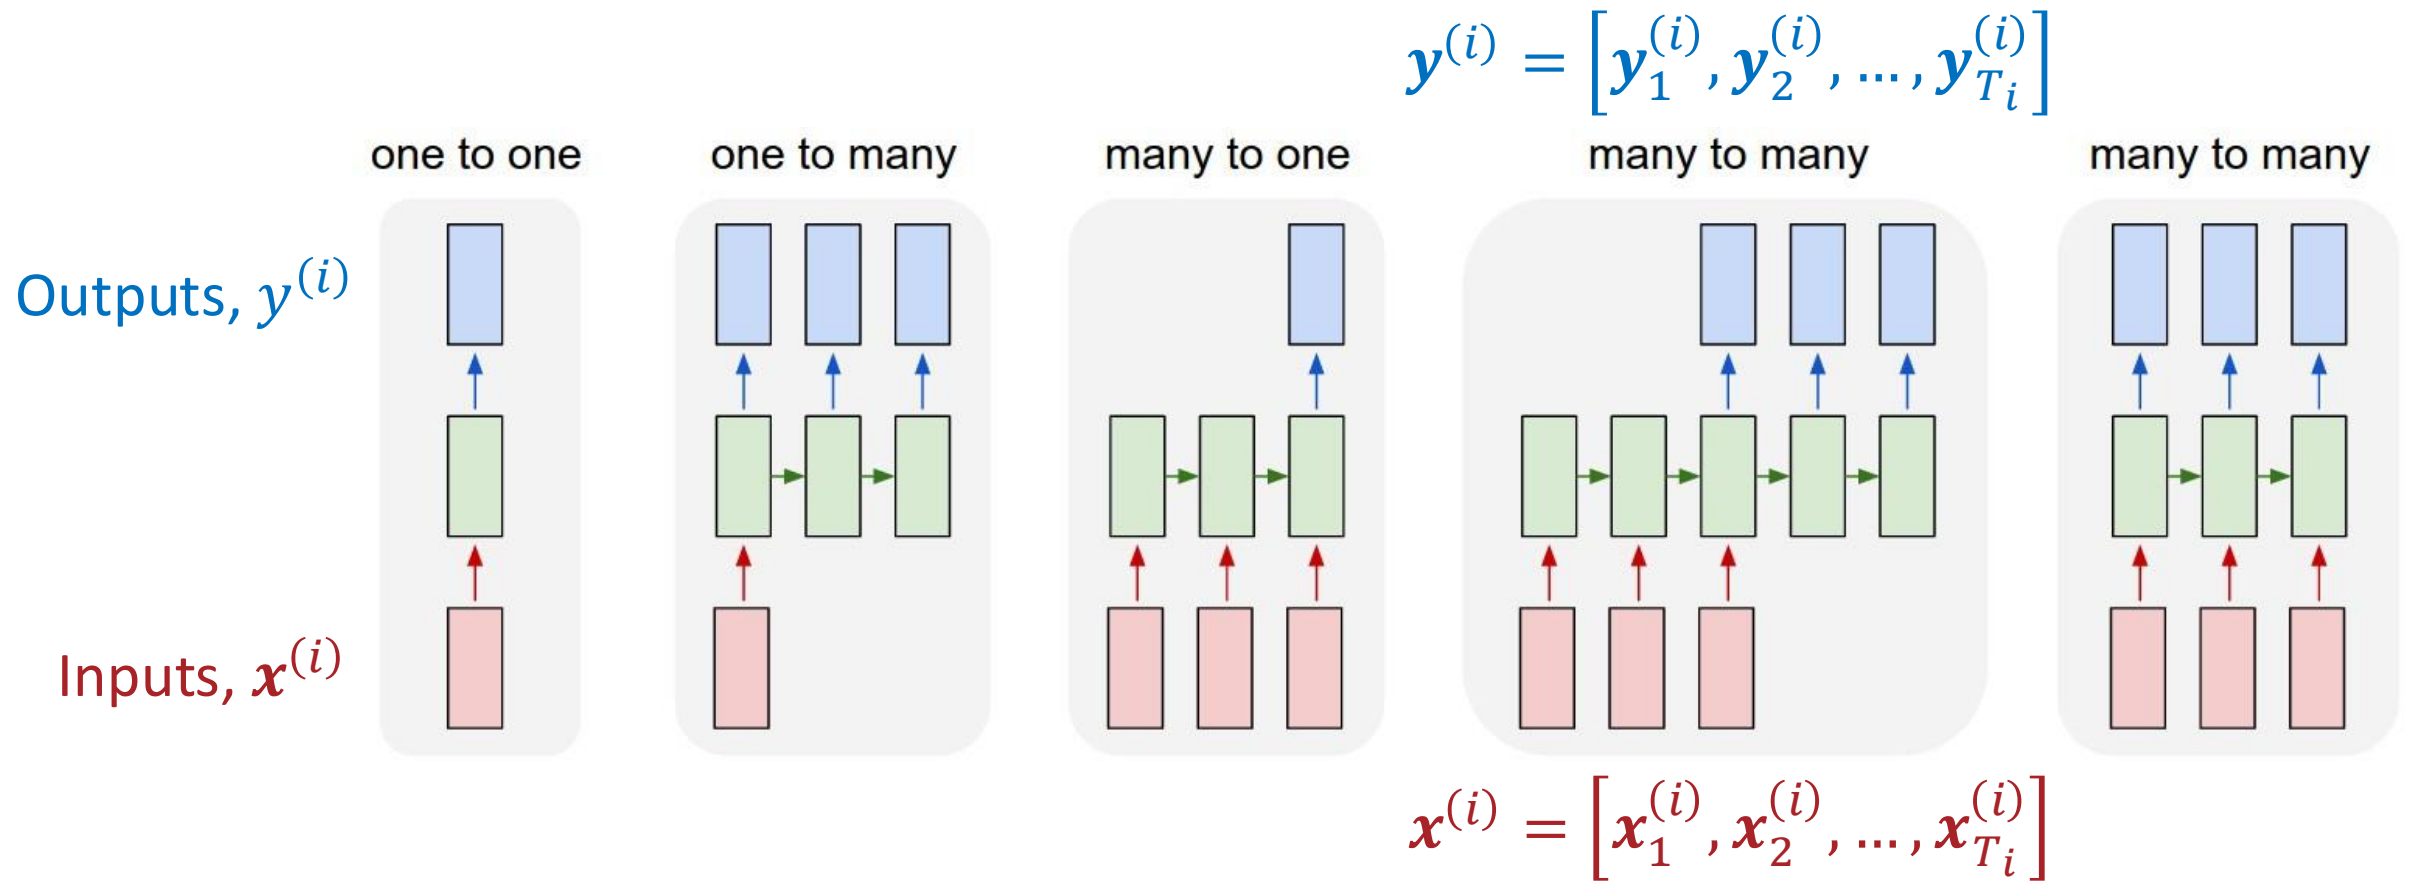 𝒚^(i) = [𝒚_1^(i), 𝒚_2^(i), …, 𝒚_{T_i}^(i)]
one to one one to many many to one many to many many to many
Outputs, y^(i)
Inputs, 𝒙^(i)
𝒙^(i) = [𝒙_1^(i), 𝒙_2^(i), …, 𝒙_{T_i}^(i)]